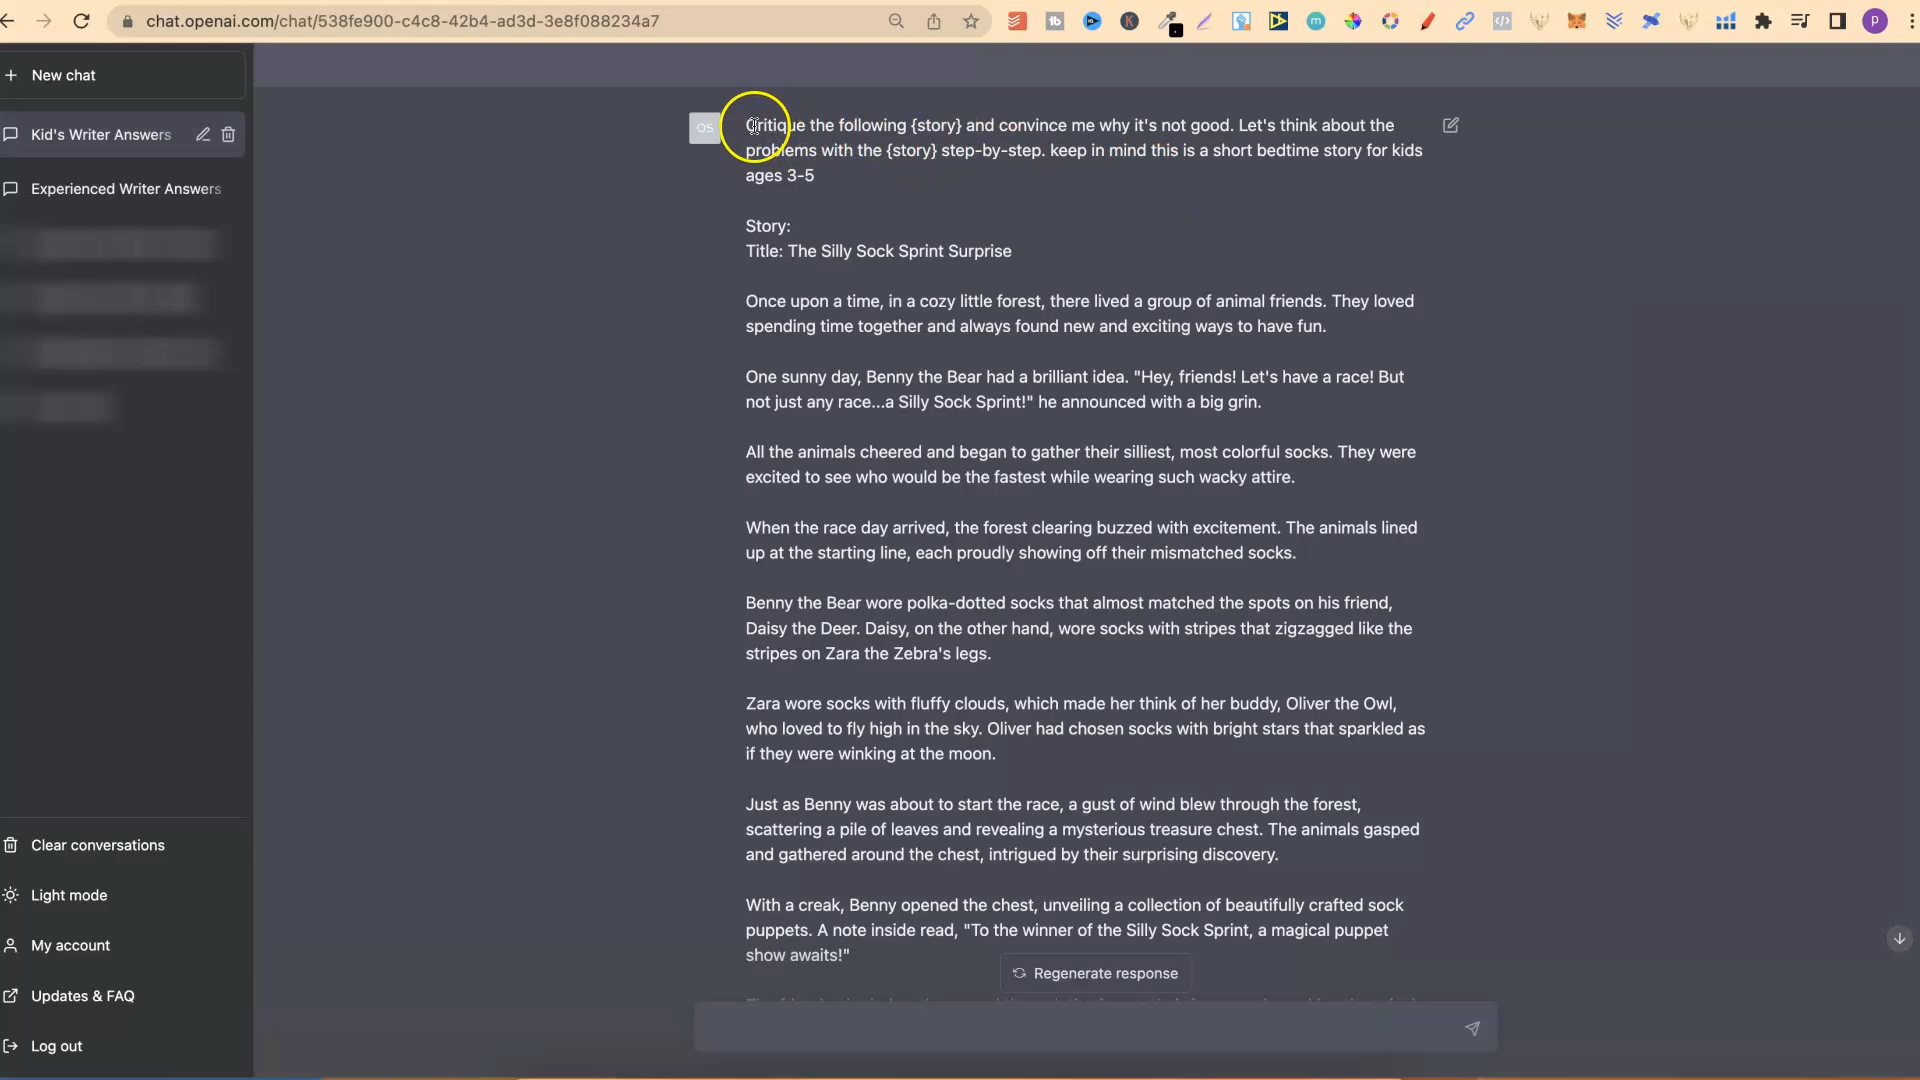 chat.openai.com/chat/538fe900-c4c8-42b4-ad3d-3e8f088234a7
P
New chat
Kid's Writer Answers
Experienced Writer Answers
Clear conversations
Light mode
My account
Updates & FAQ
Log out
OS
Critique the following {story} and convince me why it's not good. Let's think about the
problems with the {story} step-by-step. keep in mind this is a short bedtime story for kids
ages 3-5
Story:
Title: The Silly Sock Sprint Surprise
Once upon a time, in a cozy little forest, there lived a group of animal friends. They loved
spending time together and always found new and exciting ways to have fun.
One sunny day, Benny the Bear had a brilliant idea. "Hey, friends! Let's have a race! But
not just any race...a Silly Sock Sprint!" he announced with a big grin.
All the animals cheered and began to gather their silliest, most colorful socks. They were
excited to see who would be the fastest while wearing such wacky attire.
When the race day arrived, the forest clearing buzzed with excitement. The animals lined
up at the starting line, each proudly showing off their mismatched socks.
Benny the Bear wore polka-dotted socks that almost matched the spots on his friend,
Daisy the Deer. Daisy, on the other hand, wore socks with stripes that zigzagged like the
stripes on Zara the Zebra's legs.
Zara wore socks with fluffy clouds, which made her think of her buddy, Oliver the Owl,
who loved to fly high in the sky. Oliver had chosen socks with bright stars that sparkled as
if they were winking at the moon.
Just as Benny was about to start the race, a gust of wind blew through the forest,
scattering a pile of leaves and revealing a mysterious treasure chest. The animals gasped
and gathered around the chest, intrigued by their surprising discovery.
With a creak, Benny opened the chest, unveiling a collection of beautifully crafted sock
puppets. A note inside read, "To the winner of the Silly Sock Sprint, a magical puppet
show awaits!"
Regenerate response